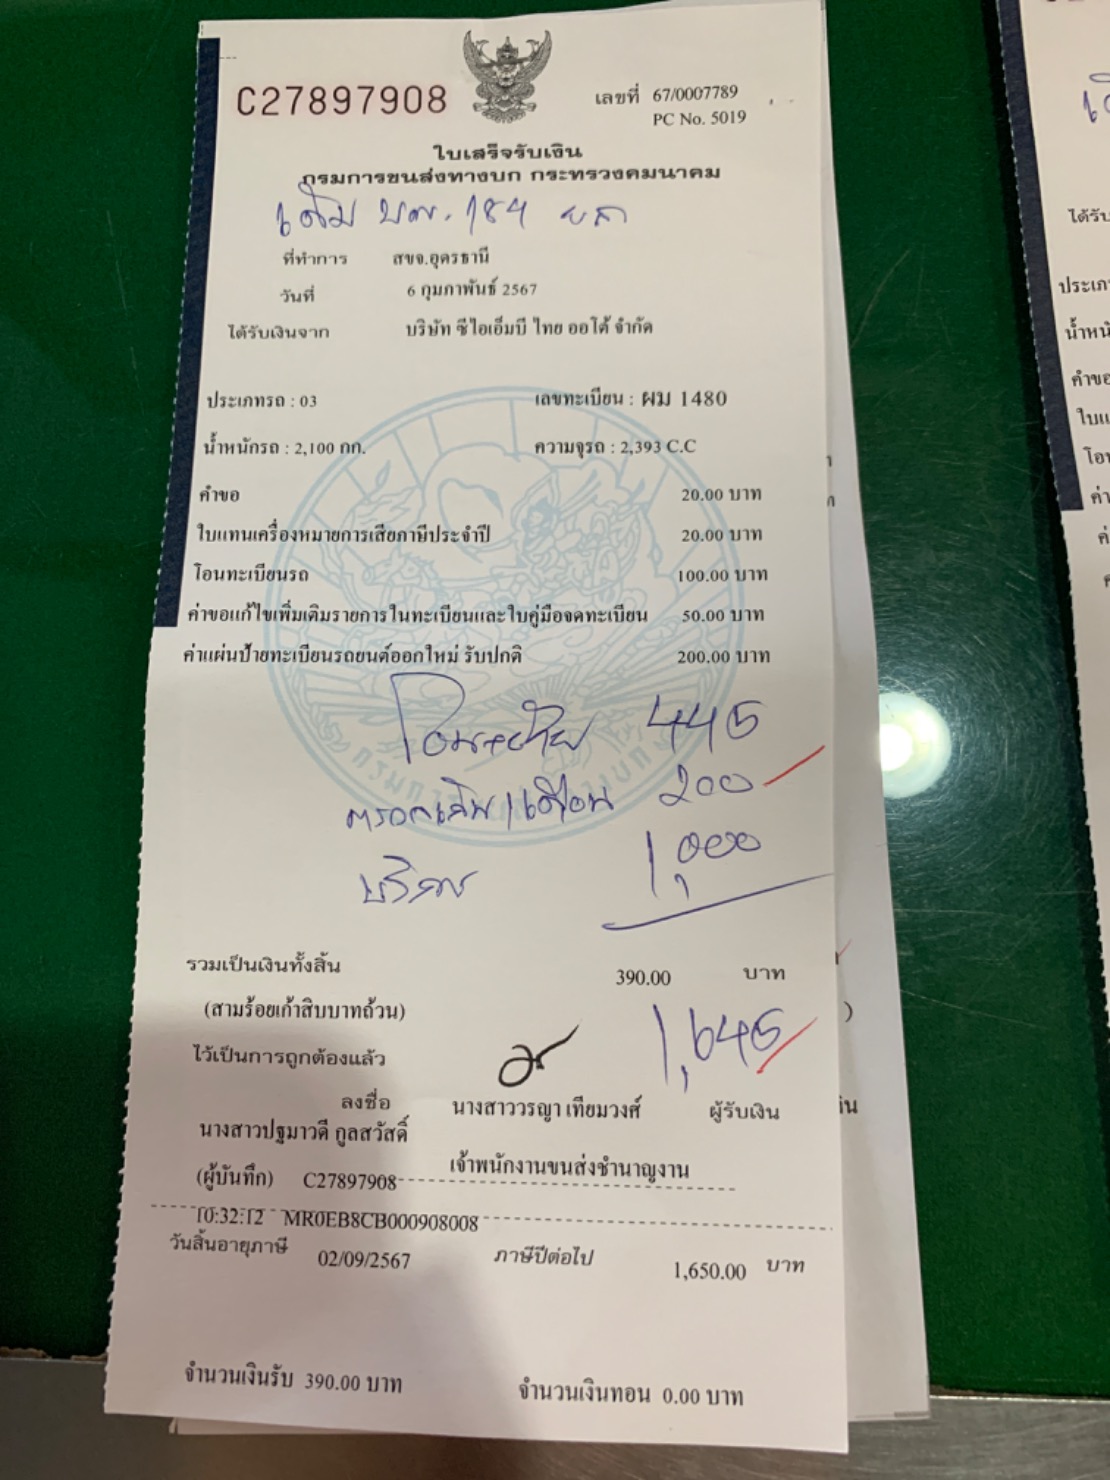 C27897908
เลขที่ 67/0007789
PC No. 5019
ใบเสร็จรับเงิน
กรมการขนส่งทางบก กระทรวงคมนาคม
เดิม บต. 184 ยล
ที่ทำการ สขจ.อุดรธานี
วันที่ 6 กุมภาพันธ์ 2567
ได้รับเงินจาก บริษัท ซีไอเอ็มบี ไทย ออโต้ จำกัด
ประเภทรถ : 03 เลขทะเบียน : ผม 1480
น้ำหนักรถ : 2,100 กก. ความจุรถ : 2,393 C.C
คำขอ 20.00 บาท
ใบแทนเครื่องหมายการเสียภาษีประจำปี 20.00 บาท
โอนทะเบียนรถ 100.00 บาท
ค่าขอแก้ไขเพิ่มเติมรายการในทะเบียนและใบคู่มือจดทะเบียน 50.00 บาท
ค่าแผ่นป้ายทะเบียนรถยนต์ออกใหม่ รับปกติ 200.00 บาท
โอน+ย้าย 445
200
บริการ 1,000
รวมเป็นเงินทั้งสิ้น 390.00 บาท
(สามร้อยเก้าสิบบาทถ้วน)
1,645
ไว้เป็นการถูกต้องแล้ว
ลงชื่อ นางสาววรญา เทียมวงศ์ ผู้รับเงิน
นางสาวปฐมาวดี กูลสวัสดิ์
เจ้าพนักงานขนส่งชำนาญงาน
(ผู้บันทึก) C27897908
10:32:12 MR0EB8CB000908008
วันสิ้นอายุภาษี 02/09/2567 ภาษีปีต่อไป 1,650.00 บาท
จำนวนเงินรับ 390.00 บาท จำนวนเงินทอน 0.00 บาท